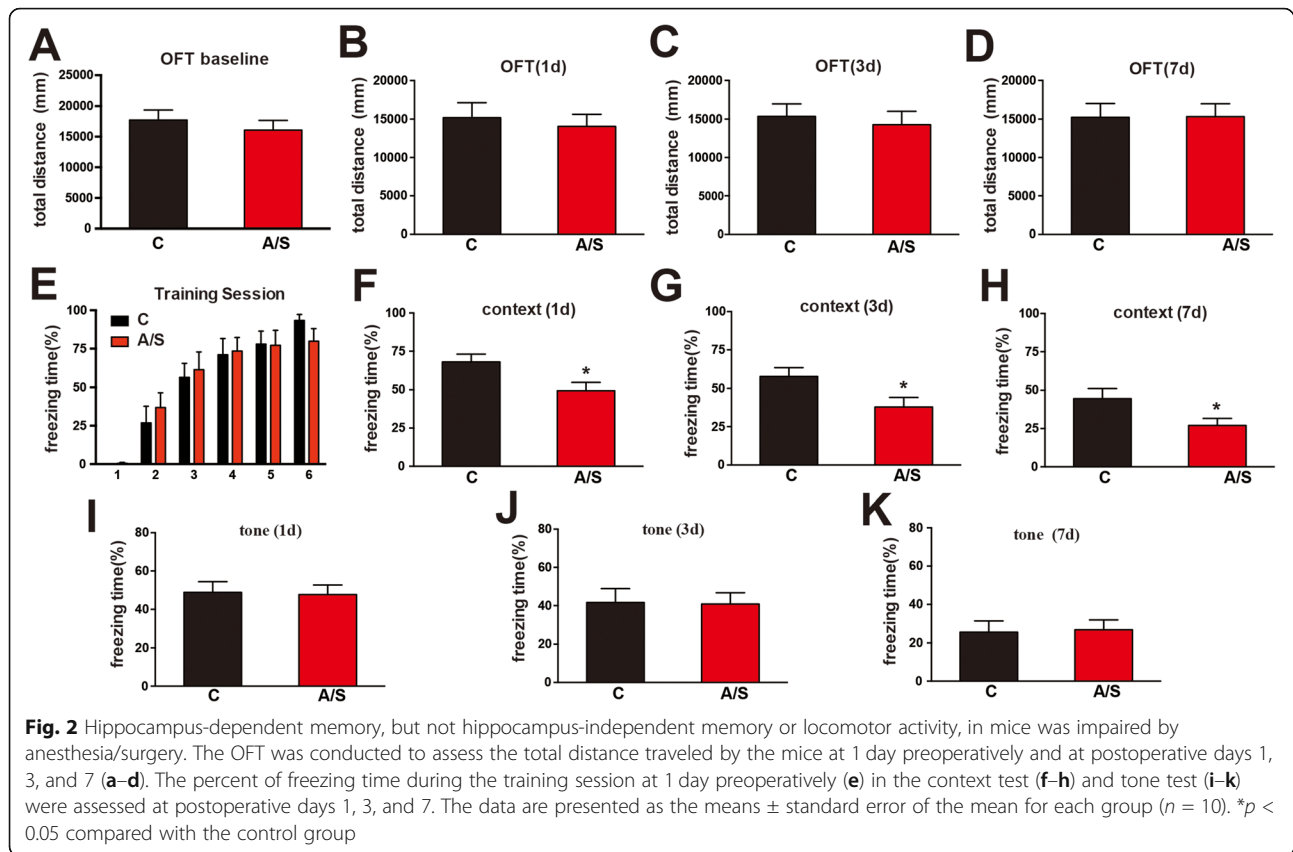 A
OFT baseline
total distance (mm)
25000
20000
15000
10000
5000
0
C
A/S
B
OFT(1d)
total distance (mm)
20000
15000
10000
5000
0
C
A/S
C
OFT(3d)
total distance (mm)
20000
15000
10000
5000
0
C
A/S
D
OFT(7d)
total distance (mm)
20000
15000
10000
5000
0
C
A/S
E
Training Session
freezing time(%)
100
75
50
25
0
C
A/S
1 2 3 4 5 6
F
context (1d)
freezing time(%)
100
75
50
25
0
*
C
A/S
G
context (3d)
freezing time(%)
100
75
50
25
0
*
C
A/S
H
context (7d)
freezing time(%)
100
75
50
25
0
*
C
A/S
I
tone (1d)
freezing time(%)
80
60
40
20
0
C
A/S
J
tone (3d)
freezing time(%)
80
60
40
20
0
C
A/S
K
tone (7d)
freezing time(%)
80
60
40
20
0
C
A/S
Fig. 2 Hippocampus-dependent memory, but not hippocampus-independent memory or locomotor activity, in mice was impaired by
anesthesia/surgery. The OFT was conducted to assess the total distance traveled by the mice at 1 day preoperatively and at postoperative days 1,
3, and 7 (a–d). The percent of freezing time during the training session at 1 day preoperatively (e) in the context test (f–h) and tone test (i–k)
were assessed at postoperative days 1, 3, and 7. The data are presented as the means ± standard error of the mean for each group (n = 10). *p <
0.05 compared with the control group